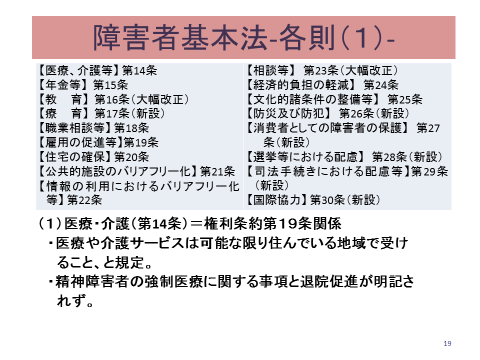 障害者基本法-各則(1)-
【医療、介護等】第14条
【年金等】 第15条
【教　育】 第16条(大幅改正)
【療　育】 第17条(新設)
【職業相談等】第18条
【雇用の促進等】第19条
【住宅の確保】第20条
【公共的施設のバリアフリー化】第21条
【情報の利用におけるバリアフリー化
等】第22条
【相談等】 第23条(大幅改正)
【経済的負担の軽減】 第24条
【文化的諸条件の整備等】 第25条
【防災及び防犯】 第26条(新設)
【消費者としての障害者の保護】 第27
条(新設)
【選挙等における配慮】 第28条(新設)
【司法手続きにおける配慮等】第29条
(新設)
【国際協力】第30条(新設)
(1)医療・介護(第14条)=権利条約第19条関係
・医療や介護サービスは可能な限り住んでいる地域で受け
ること、と規定。
・精神障害者の強制医療に関する事項と退院促進が明記さ
れず。
19